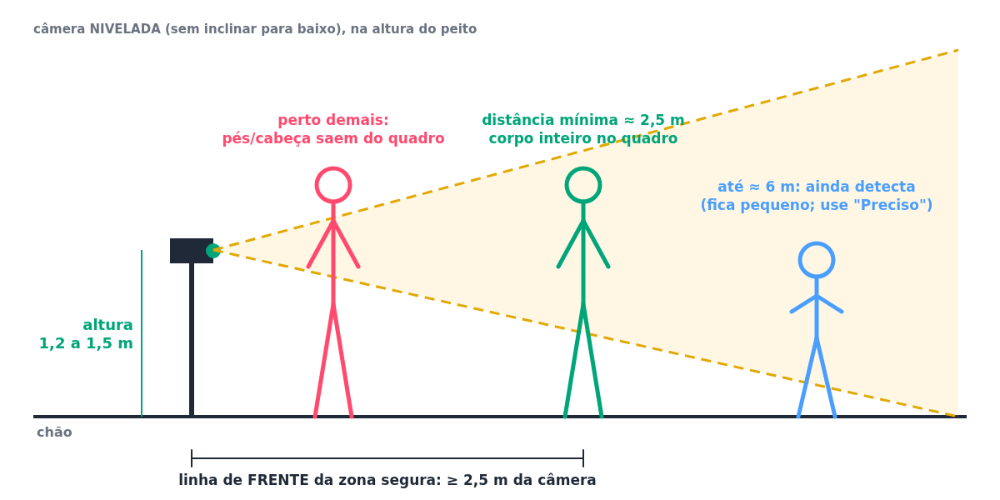 câmera NIVELADA (sem inclinar para baixo), na altura do peito
perto demais:
pés/cabeça saem do quadro
distância mínima ≈ 2,5 m
corpo inteiro no quadro
até ≈ 6 m: ainda detecta
(fica pequeno; use "Preciso")
altura
1,2 a 1,5 m
chão
linha de FRENTE da zona segura: ≥ 2,5 m da câmera